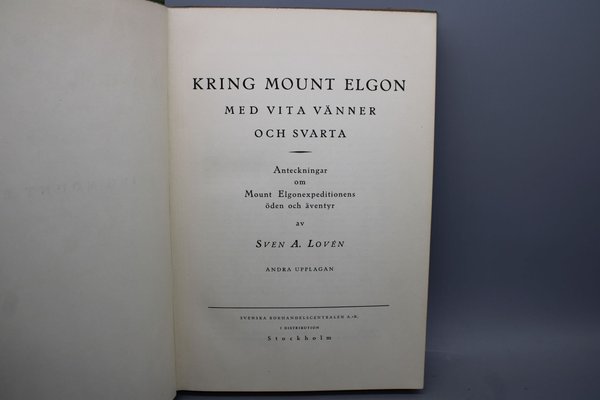 KRING MOUNT ELGON
MED VITA VÄNNER
OCH SVARTA
Anteckningar
om
Mount Elgonexpeditionens
öden och äventyr
av
SVEN A. LOVÉN
ANDRA UPPLAGAN
SVENSKA BOKHANDELSCENTRALEN A.-B.
I DISTRIBUTION
Stockholm